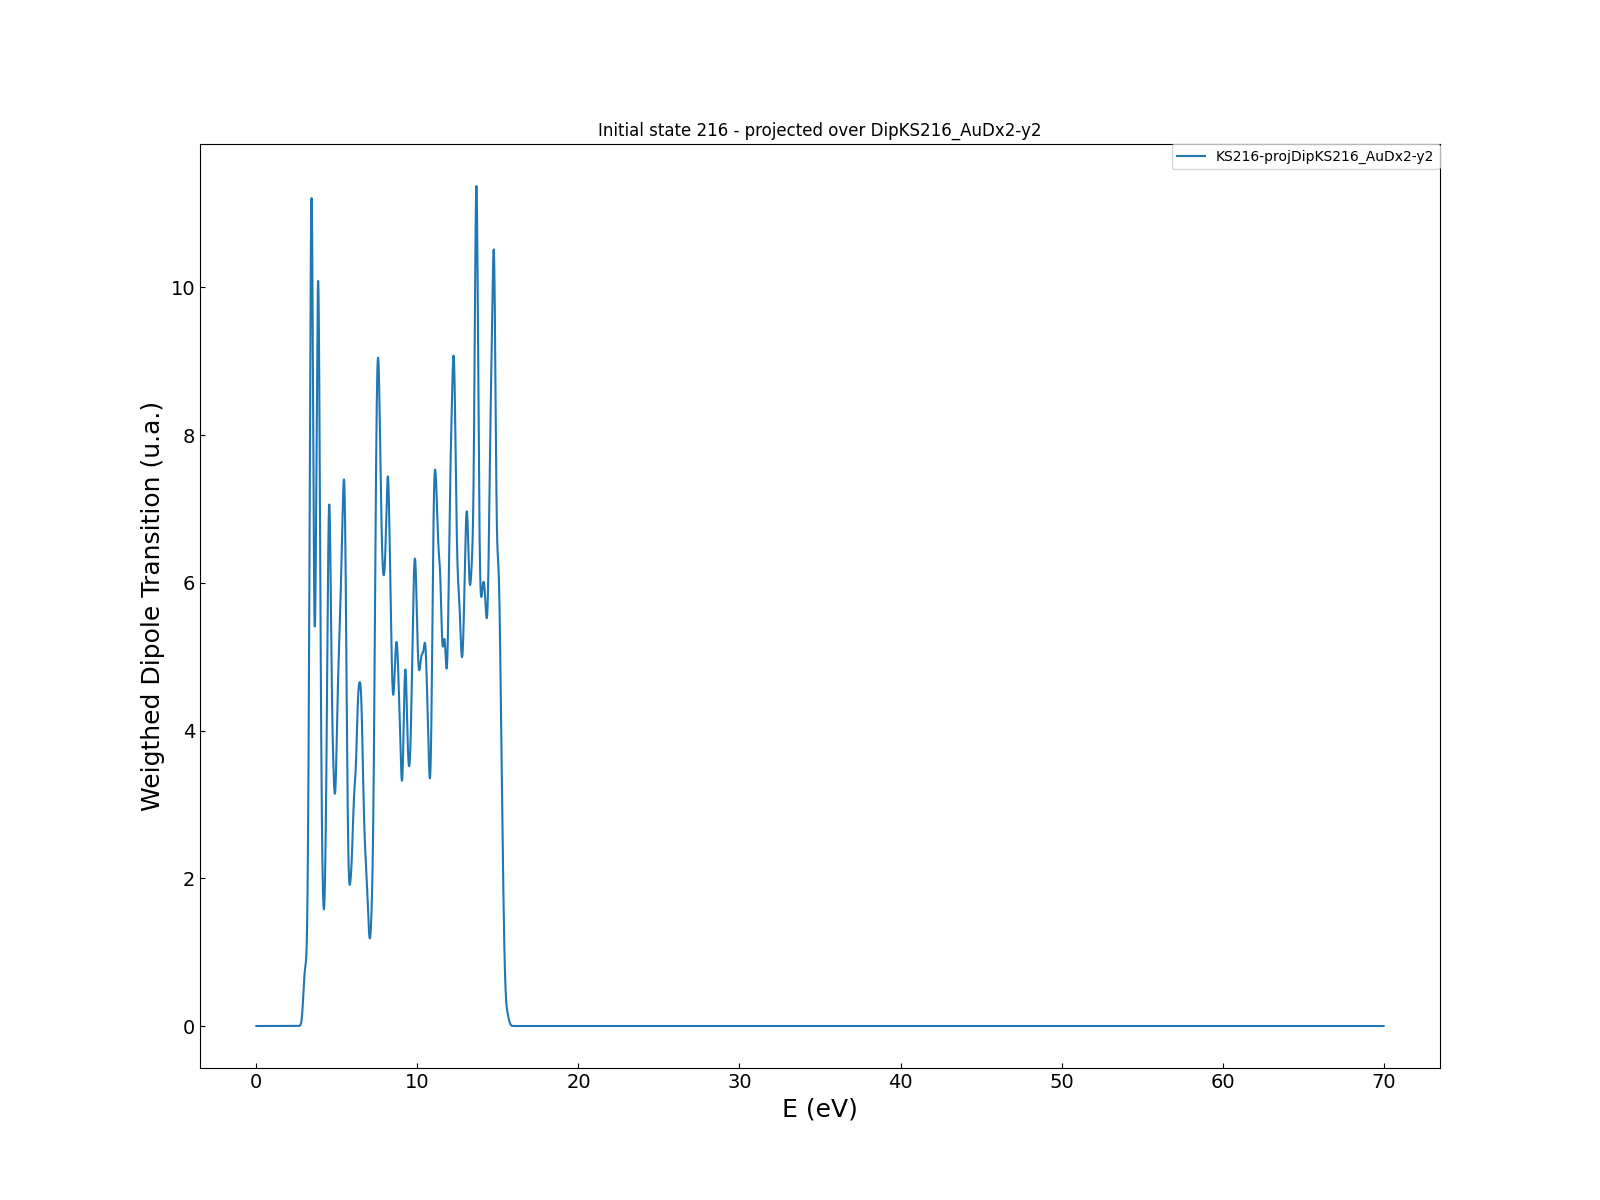 Initial state 216 - projected over DipKS216_AuDx2-y2
KS216-projDipKS216_AuDx2-y2
Weigthed Dipole Transition (u.a.)
10
8
6
4
2
0
0 10 20 30 40 50 60 70
E (eV)